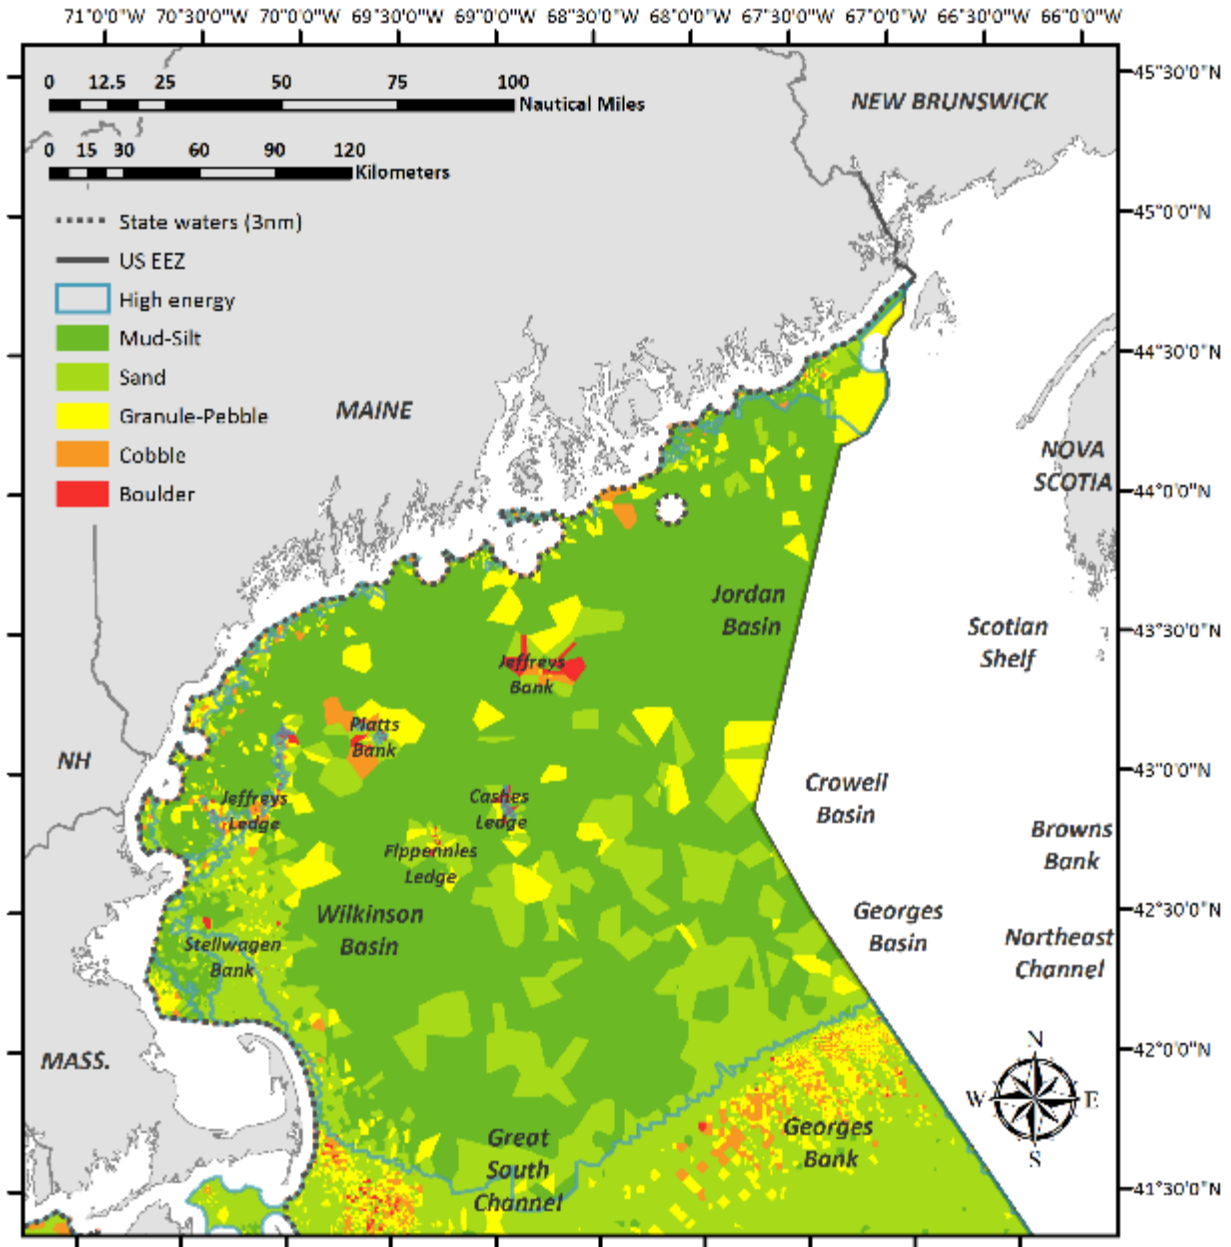 71°0'0"W 70°30'0"W 70°0'0"W 69°30'0"W 69°0'0"W 68°30'0"W 68°0'0"W 67°30'0"W 67°0'0"W 66°30'0"W 66°0'0"W
0 12.5 25 50 75 100
Nautical Miles
0 15 30 60 90 120
Kilometers
State waters (3nm)
US EEZ
High energy
Mud-Silt
Sand
Granule-Pebble
Cobble
Boulder
NEW BRUNSWICK
MAINE
NOVA
SCOTIA
NH
MASS.
Jordan
Basin
Scotian
Shelf
Jeffreys
Bank
Platts
Bank
Jeffreys
Ledge
Cashes
Ledge
Fippennies
Ledge
Crowell
Basin
Browns
Bank
Wilkinson
Basin
Georges
Basin
Northeast
Channel
Stellwagen
Bank
Great
South
Channel
Georges
Bank
N
W E
S
45°30'0"N
45°0'0"N
44°30'0"N
44°0'0"N
43°30'0"N
43°0'0"N
42°30'0"N
42°0'0"N
41°30'0"N